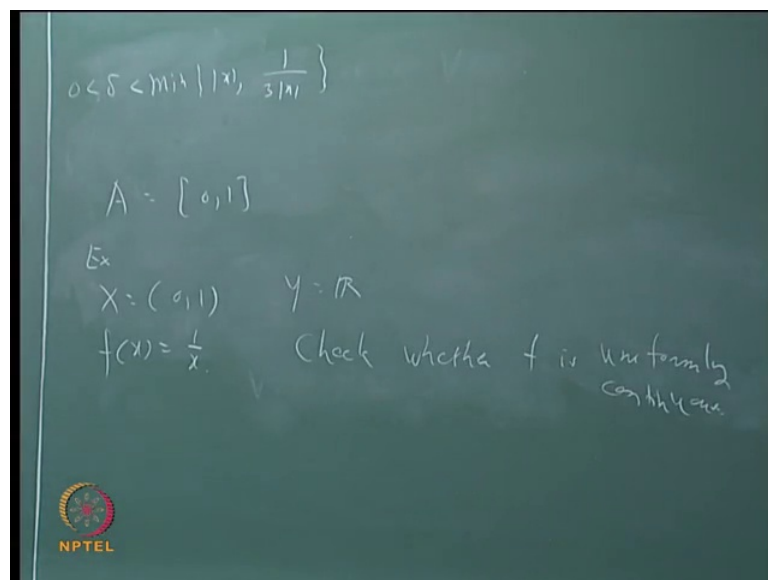 0 < δ < min { |x|, 1/(3|x|) }
A = [0,1]
Ex
X = (0,1) Y = ℝ
f(x) = 1/x. Check whether f is uniformly
continuous.
NPTEL